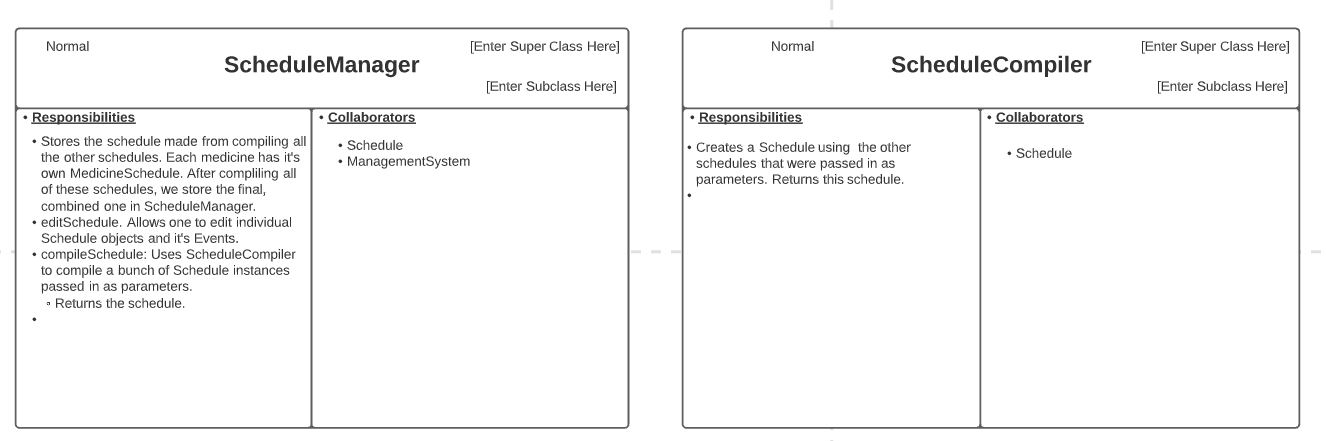 Normal
[Enter Super Class Here]
ScheduleManager
[Enter Subclass Here]
• Responsibilities
• Stores the schedule made from compiling all
the other schedules. Each medicine has it's
own MedicineSchedule. After compliling all
of these schedules, we store the final,
combined one in ScheduleManager.
• editSchedule. Allows one to edit individual
Schedule objects and it's Events.
• compileSchedule: Uses ScheduleCompiler
to compile a bunch of Schedule instances
passed in as parameters.
▫ Returns the schedule.
•
• Collaborators
• Schedule
• ManagementSystem
Normal
[Enter Super Class Here]
ScheduleCompiler
[Enter Subclass Here]
• Responsibilities
• Creates a Schedule using  the other
schedules that were passed in as
parameters. Returns this schedule.
•
• Collaborators
• Schedule